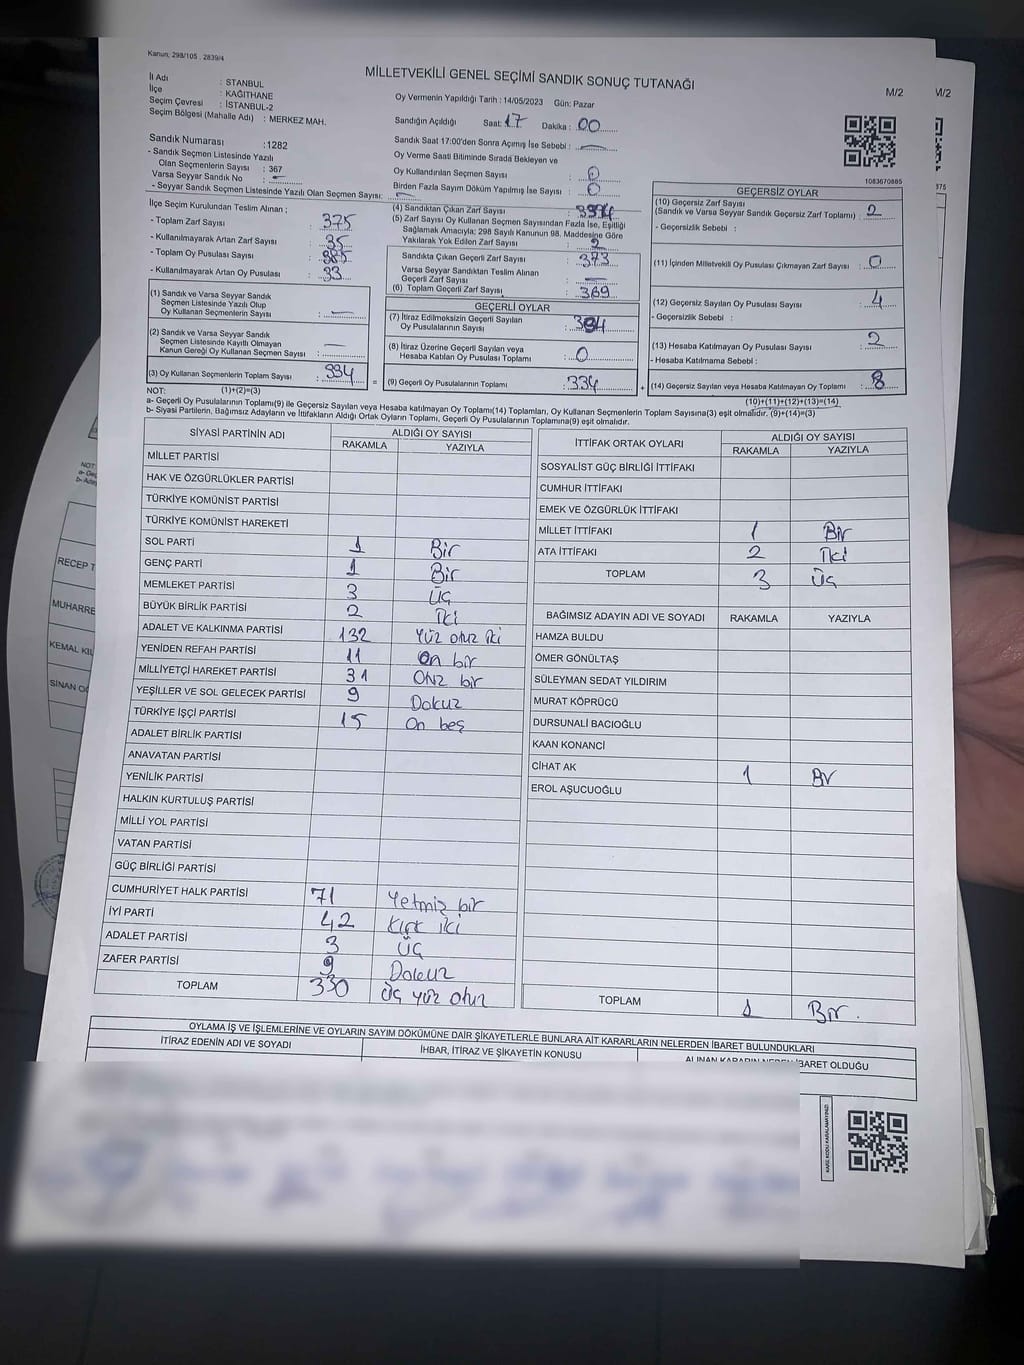 Kanun; 298/105 , 2839/4
MİLLETVEKİLİ GENEL SEÇİMİ SANDIK SONUÇ TUTANAĞI
M/2
M/2
İl Adı : STANBUL
İlçe : KAĞITHANE
Seçim Çevresi : İSTANBUL-2
Seçim Bölgesi (Mahalle Adı) : MERKEZ MAH.
Oy Vermenin Yapıldığı Tarih : 14/05/2023 Gün: Pazar
Sandığın Açıldığı Saat: 17 Dakika : 00
Sandık Saat 17:00'den Sonra Açımış İse Sebebi : —
Oy Verme Saati Bitiminde Sırada Bekleyen ve
Oy Kullandırılan Seçmen Sayısı : 0
Birden Fazla Sayım Döküm Yapılmış İse Sayısı : 0
Sandık Numarası :1282
- Sandık Seçmen Listesinde Yazılı
Olan Seçmenlerin Sayısı : 367
Varsa Seyyar Sandık No : —
- Seyyar Sandık Seçmen Listesinde Yazılı Olan Seçmen Sayısı: —
1083670885
İlçe Seçim Kurulundan Teslim Alınan ;
- Toplam Zarf Sayısı : 375
- Kullanılmayarak Artan Zarf Sayısı : 35
- Toplam Oy Pusulası Sayısı
- Kullanılmayarak Artan Oy Pusulası : 33
(4) Sandıktan Çıkan Zarf Sayısı
(5) Zarf Sayısı Oy Kullanan Seçmen Sayısından Fazla İse, Eşitliği
Sağlamak Amacıyla; 298 Sayılı Kanunun 98. Maddesine Göre
Yakılarak Yok Edilen Zarf Sayısı : 2
Sandıkta Çıkan Geçerli Zarf Sayısı : 373
Varsa Seyyar Sandıktan Teslim Alınan
Geçerli Zarf Sayısı : —
(6) Toplam Geçerli Zarf Sayısı : 369
GEÇERSİZ OYLAR
(10) Geçersiz Zarf Sayısı
(Sandık ve Varsa Seyyar Sandık Geçersiz Zarf Toplamı) : 2
- Geçersizlik Sebebi :
(11) İçinden Milletvekili Oy Pusulası Çıkmayan Zarf Sayısı : 0
(12) Geçersiz Sayılan Oy Pusulası Sayısı : 4
- Geçersizlik Sebebi :
(13) Hesaba Katılmayan Oy Pusulası Sayısı : 2
- Hesaba Katılmama Sebebi :
(14) Geçersiz Sayılan veya Hesaba Katılmayan Oy Toplamı : 8
(10)+(11)+(12)+(13)=(14)
(1) Sandık ve Varsa Seyyar Sandık
Seçmen Listesinde Yazılı Olup
Oy Kullanan Seçmenlerin Sayısı : —
(2) Sandık ve Varsa Seyyar Sandık
Seçmen Listesinde Kayıtlı Olmayan
Kanun Gereği Oy Kullanan Seçmen Sayısı : —
(3) Oy Kullanan Seçmenlerin Toplam Sayısı : 334
GEÇERLİ OYLAR
(7) İtiraz Edilmeksizin Geçerli Sayılan
Oy Pusulalarının Sayısı
(8) İtiraz Üzerine Geçerli Sayılan veya
Hesaba Katılan Oy Pusulası Toplamı : 0
= (9) Geçerli Oy Pusulalarının Toplamı : 334 +
NOT: (1)+(2)=(3)
a- Geçerli Oy Pusulalarının Toplamı(9) ile Geçersiz Sayılan veya Hesaba katılmayan Oy Toplamı(14) Toplamları, Oy Kullanan Seçmenlerin Toplam Sayısına(3) eşit olmalıdır. (9)+(14)=(3)
b- Siyasi Partilerin, Bağımsız Adayların ve İttifakların Aldığı Ortak Oyların Toplamı, Geçerli Oy Pusulalarının Toplamına(9) eşit olmalıdır.
SİYASİ PARTİNİN ADI ALDIĞI OY SAYISI
RAKAMLA YAZIYLA
MİLLET PARTİSİ
HAK VE ÖZGÜRLÜKLER PARTİSİ
TÜRKİYE KOMÜNİST PARTİSİ
TÜRKİYE KOMÜNİST HAREKETİ
SOL PARTİ 1 Bir
GENÇ PARTİ 1 Bir
MEMLEKET PARTİSİ 3 Üç
BÜYÜK BİRLİK PARTİSİ 2 İki
ADALET VE KALKINMA PARTİSİ 132 Yüz otuz iki
YENİDEN REFAH PARTİSİ 11 On bir
MİLLİYETÇİ HAREKET PARTİSİ 31 Otuz bir
YEŞİLLER VE SOL GELECEK PARTİSİ 9 Dokuz
TÜRKİYE İŞÇİ PARTİSİ 15 On beş
ADALET BİRLİK PARTİSİ
ANAVATAN PARTİSİ
YENİLİK PARTİSİ
HALKIN KURTULUŞ PARTİSİ
MİLLİ YOL PARTİSİ
VATAN PARTİSİ
GÜÇ BİRLİĞİ PARTİSİ
CUMHURİYET HALK PARTİSİ 71 Yetmiş bir
İYİ PARTİ 42 Kırk iki
ADALET PARTİSİ 3 Üç
ZAFER PARTİSİ 9 Dokuz
TOPLAM 330 Üç yüz otuz
İTTİFAK ORTAK OYLARI ALDIĞI OY SAYISI
RAKAMLA YAZIYLA
SOSYALİST GÜÇ BİRLİĞİ İTTİFAKI
CUMHUR İTTİFAKI
EMEK VE ÖZGÜRLÜK İTTİFAKI
MİLLET İTTİFAKI 1 Bir
ATA İTTİFAKI 2 İki
TOPLAM 3 Üç
BAĞIMSIZ ADAYIN ADI VE SOYADI RAKAMLA YAZIYLA
HAMZA BULDU
ÖMER GÖNÜLTAŞ
SÜLEYMAN SEDAT YILDIRIM
MURAT KÖPRÜCÜ
DURSUNALİ BACIOĞLU
KAAN KONANCİ
CİHAT AK 1 Bir
EROL AŞUCUOĞLU
TOPLAM 1 Bir.
OYLAMA İŞ VE İŞLEMLERİNE VE OYLARIN SAYIM DÖKÜMÜNE DAİR ŞİKAYETLERLE BUNLARA AİT KARARLARIN NELERDEN İBARET BULUNDUKLARI
İTİRAZ EDENİN ADI VE SOYADI İHBAR, İTİRAZ VE ŞİKAYETİN KONUSU ALINAN KARARIN NEDEN İBARET OLDUĞU
NOT
RECEP T
MUHARRE
KEMAL KIL
SİNAN O